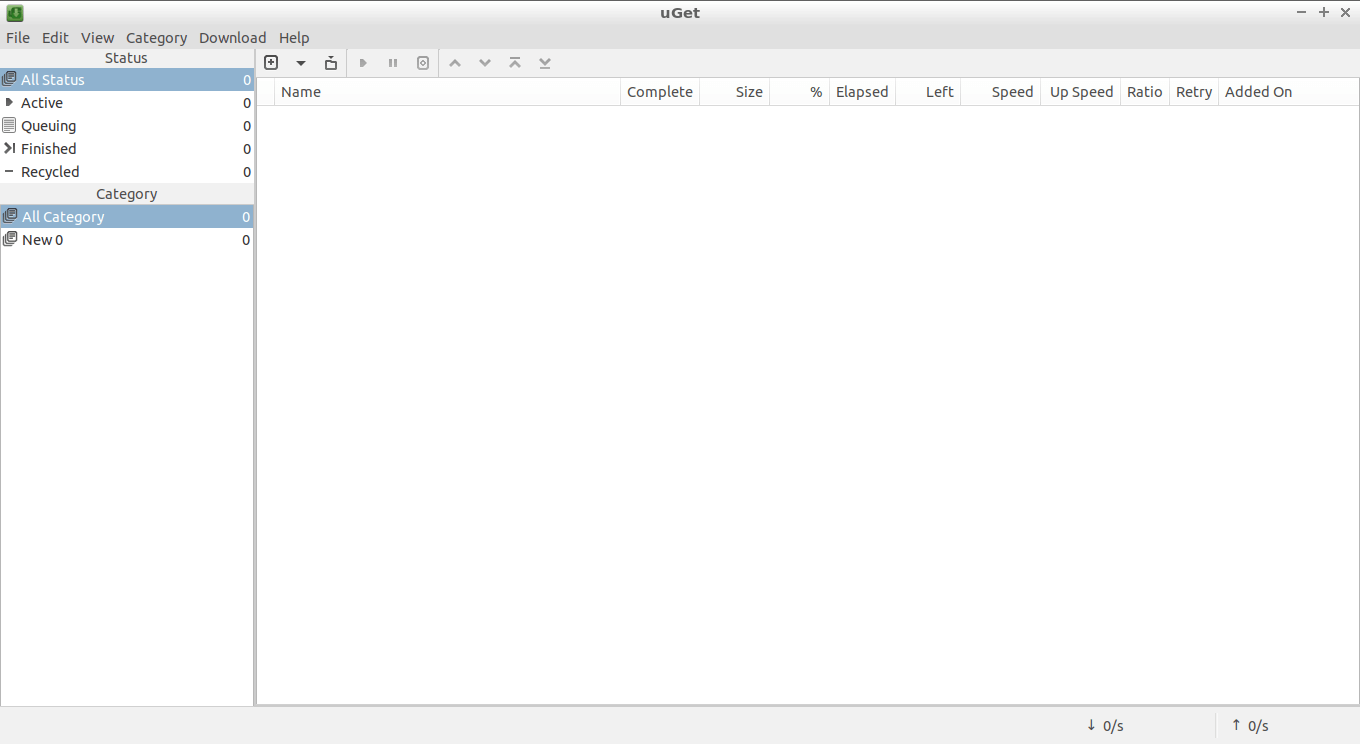 uGet
File Edit View Category Download Help
Status
All Status 0
Active 0
Queuing 0
Finished 0
Recycled 0
Category
All Category 0
New 0 0
Name Complete Size % Elapsed Left Speed Up Speed Ratio Retry Added On
↓ 0/s ↑ 0/s